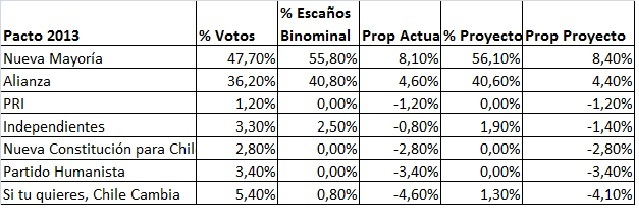 % Escaños
Pacto 2013 % Votos Binominal Prop Actua % Proyecto Prop Proyecto
Nueva Mayoría 47,70% 55,80% 8,10% 56,10% 8,40%
Alianza 36,20% 40,80% 4,60% 40,60% 4,40%
PRI 1,20% 0,00% -1,20% 0,00% -1,20%
Independientes 3,30% 2,50% -0,80% 1,90% -1,40%
Nueva Constitución para Chil 2,80% 0,00% -2,80% 0,00% -2,80%
Partido Humanista 3,40% 0,00% -3,40% 0,00% -3,40%
Si tu quieres, Chile Cambia 5,40% 0,80% -4,60% 1,30% -4,10%